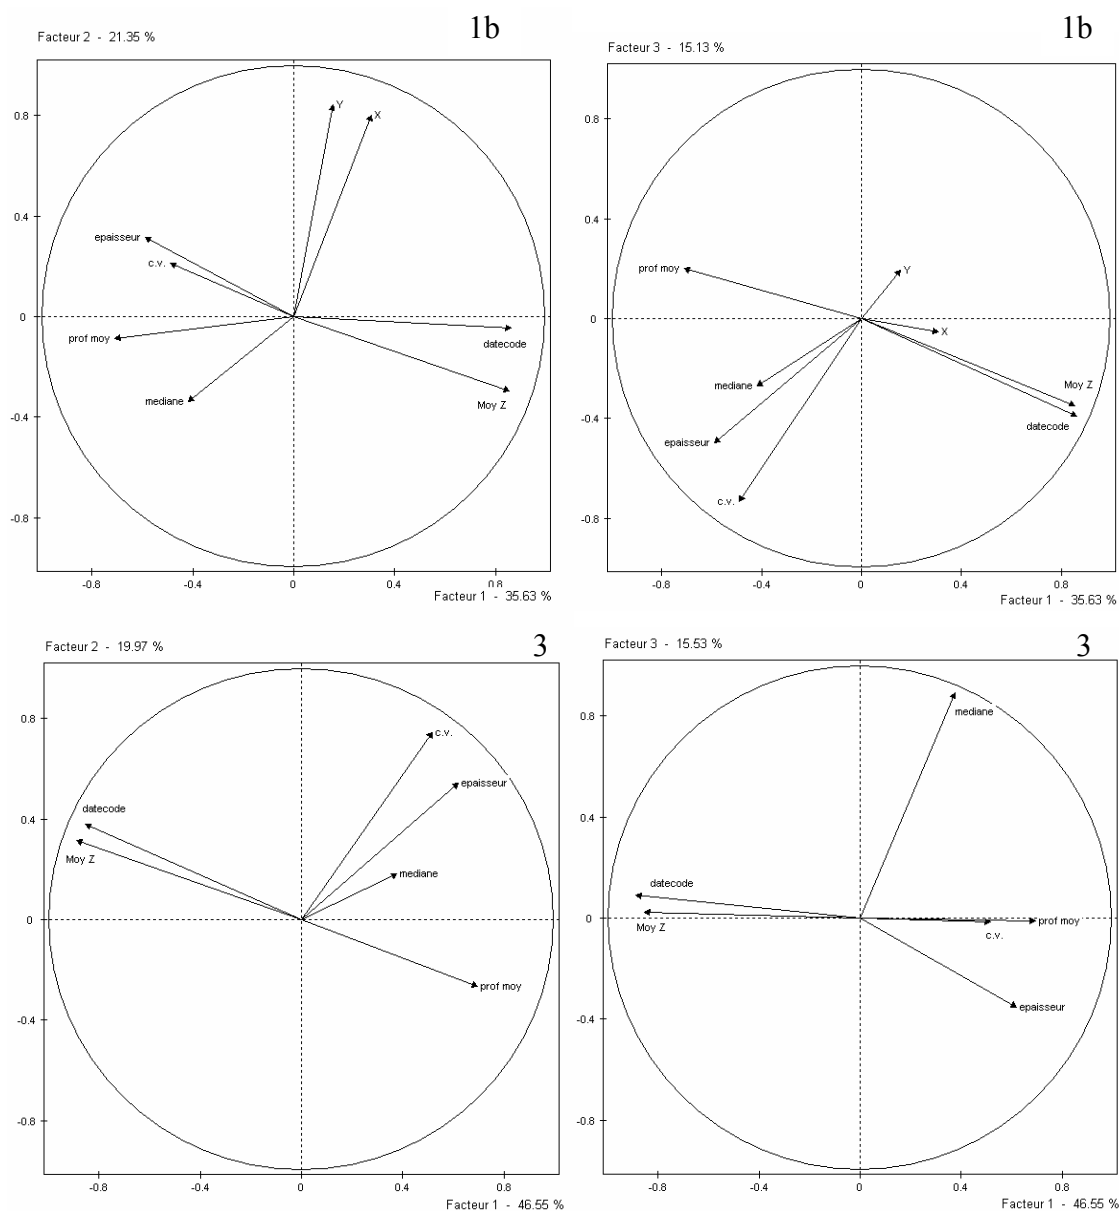 1b
Facteur 2 - 21.35 %
0.8
0.4
0
-0.4
-0.8
Y
X
epaisseur
c.v.
prof moy
datecode
mediane
Moy Z
-0.8
-0.4
0
0.4
0.8
Facteur 1 - 35.63 %
1b
Facteur 3 - 15.13 %
0.8
0.4
0
-0.4
-0.8
prof moy
Y
X
mediane
Moy Z
datecode
epaisseur
c.v.
-0.8
-0.4
0
0.4
0.8
Facteur 1 - 35.63 %
3
Facteur 2 - 19.97 %
0.8
0.4
0
-0.4
-0.8
c.v.
epaisseur
datecode
Moy Z
mediane
prof moy
-0.8
-0.4
0
0.4
0.8
Facteur 1 - 46.55 %
3
Facteur 3 - 15.53 %
0.8
0.4
0
-0.4
-0.8
mediane
datecode
Moy Z
prof moy
c.v.
epaisseur
-0.8
-0.4
0
0.4
0.8
Facteur 1 - 46.55 %